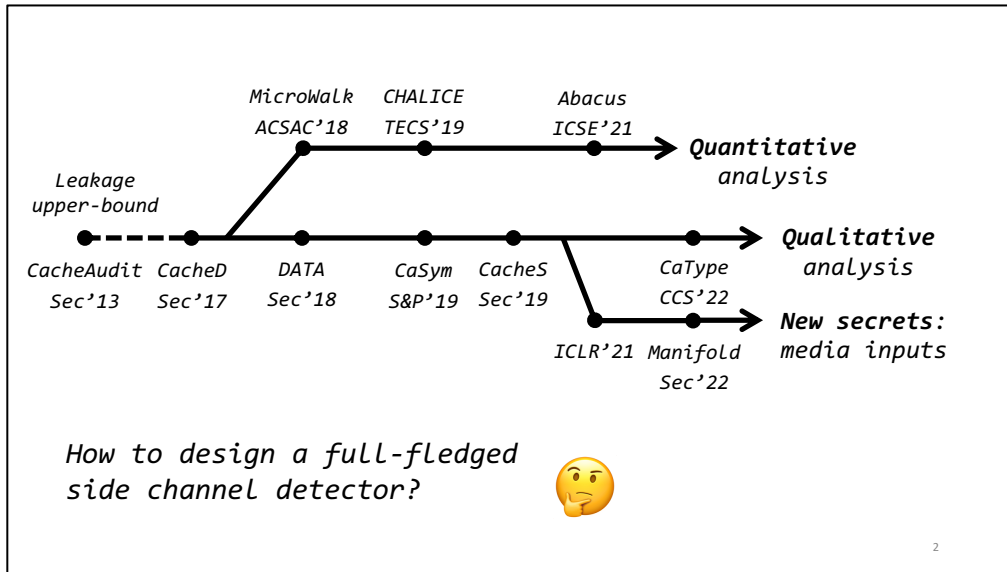 MicroWalk
ACSAC’18
CHALICE
TECS’19
Abacus
ICSE’21
Quantitative
analysis
Leakage
upper-bound
CacheAudit
Sec’13
CacheD
Sec’17
DATA
Sec’18
CaSym
S&P’19
CacheS
Sec’19
CaType
CCS’22
Qualitative
analysis
ICLR’21
Manifold
Sec’22
New secrets:
media inputs
How to design a full-fledged
side channel detector?
2